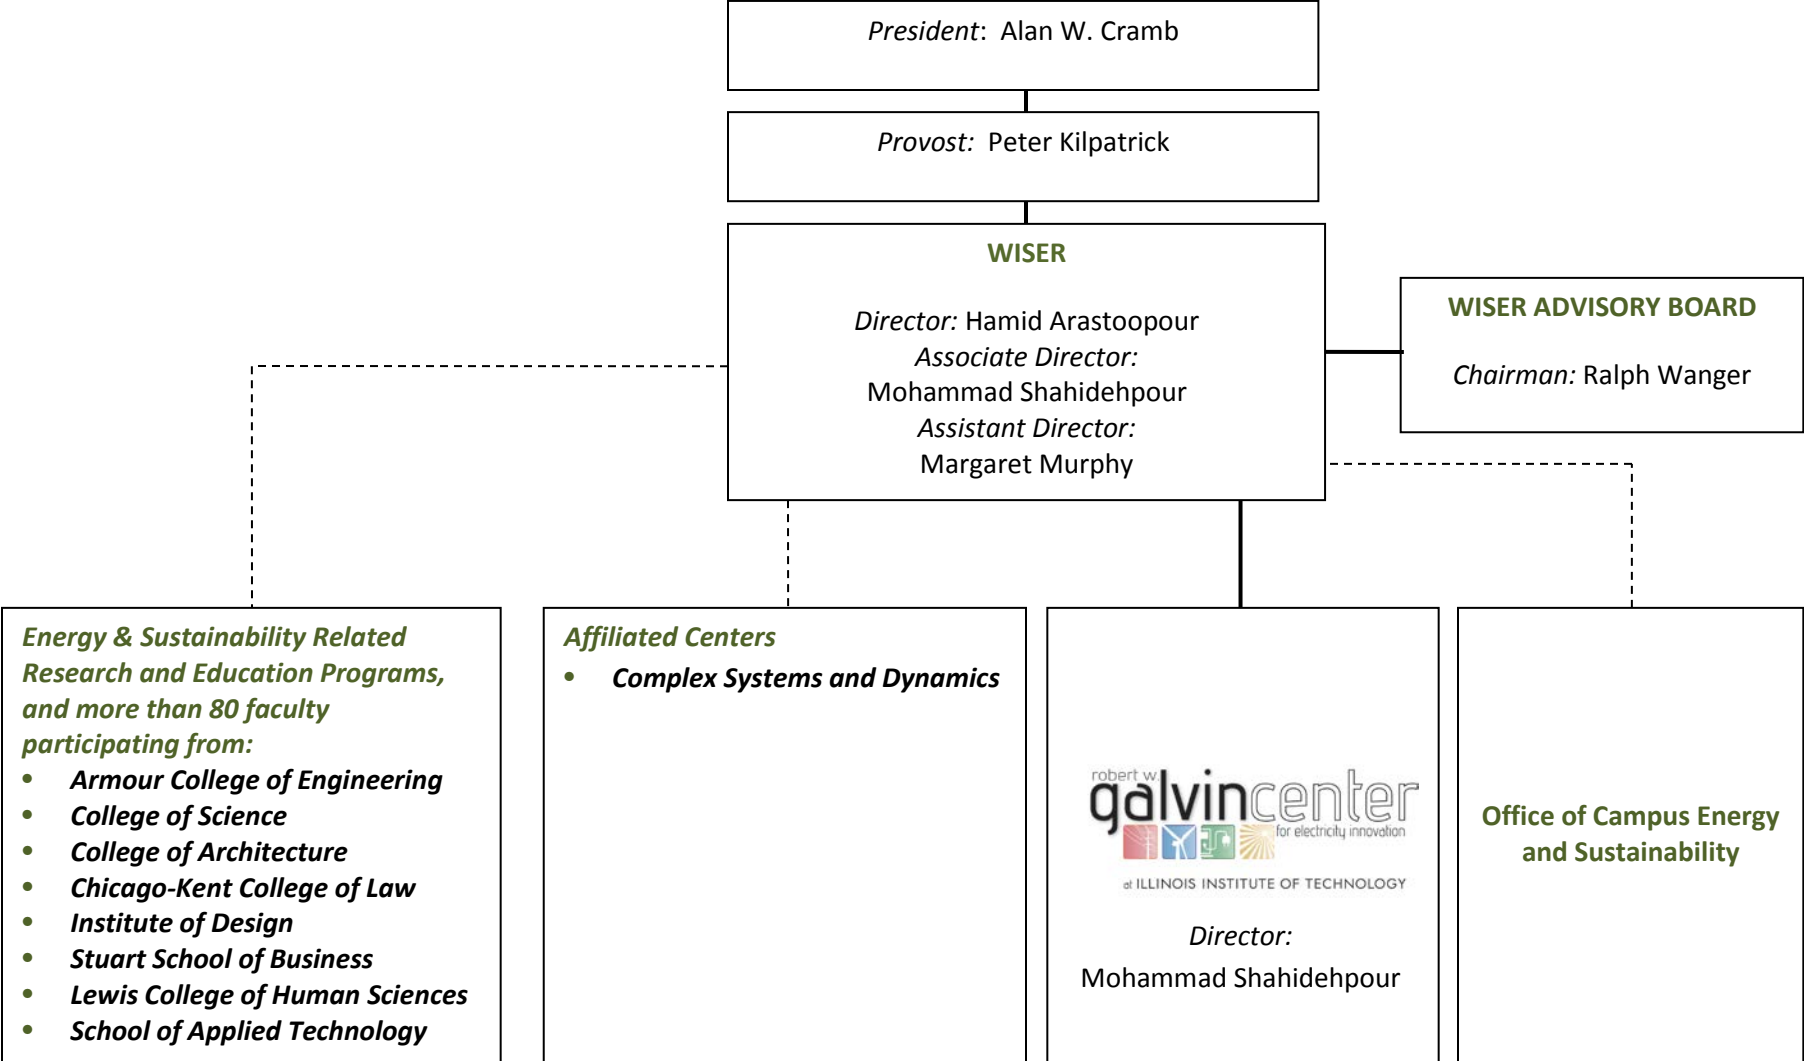 President:  Alan W. Cramb
Provost:  Peter Kilpatrick
WISER
Director: Hamid Arastoopour
Associate Director:
Mohammad Shahidehpour
Assistant Director:
Margaret Murphy
WISER ADVISORY BOARD
Chairman: Ralph Wanger
Energy & Sustainability Related
Research and Education Programs,
and more than 80 faculty
participating from:
• Armour College of Engineering
• College of Science
• College of Architecture
• Chicago-Kent College of Law
• Institute of Design
• Stuart School of Business
• Lewis College of Human Sciences
• School of Applied Technology
Affiliated Centers
• Complex Systems and Dynamics
robert w.
galvincenter
for electricity innovation
at ILLINOIS INSTITUTE OF TECHNOLOGY
Director:
Mohammad Shahidehpour
Office of Campus Energy
and Sustainability